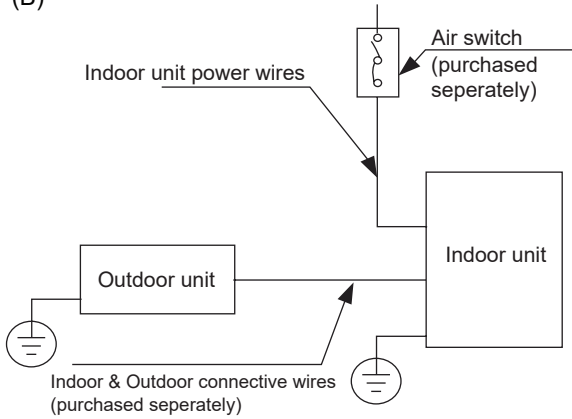 (B)
Air switch
(purchased
seperately)
Indoor unit power wires
Indoor unit
Outdoor unit
Indoor & Outdoor connective wires
(purchased seperately)